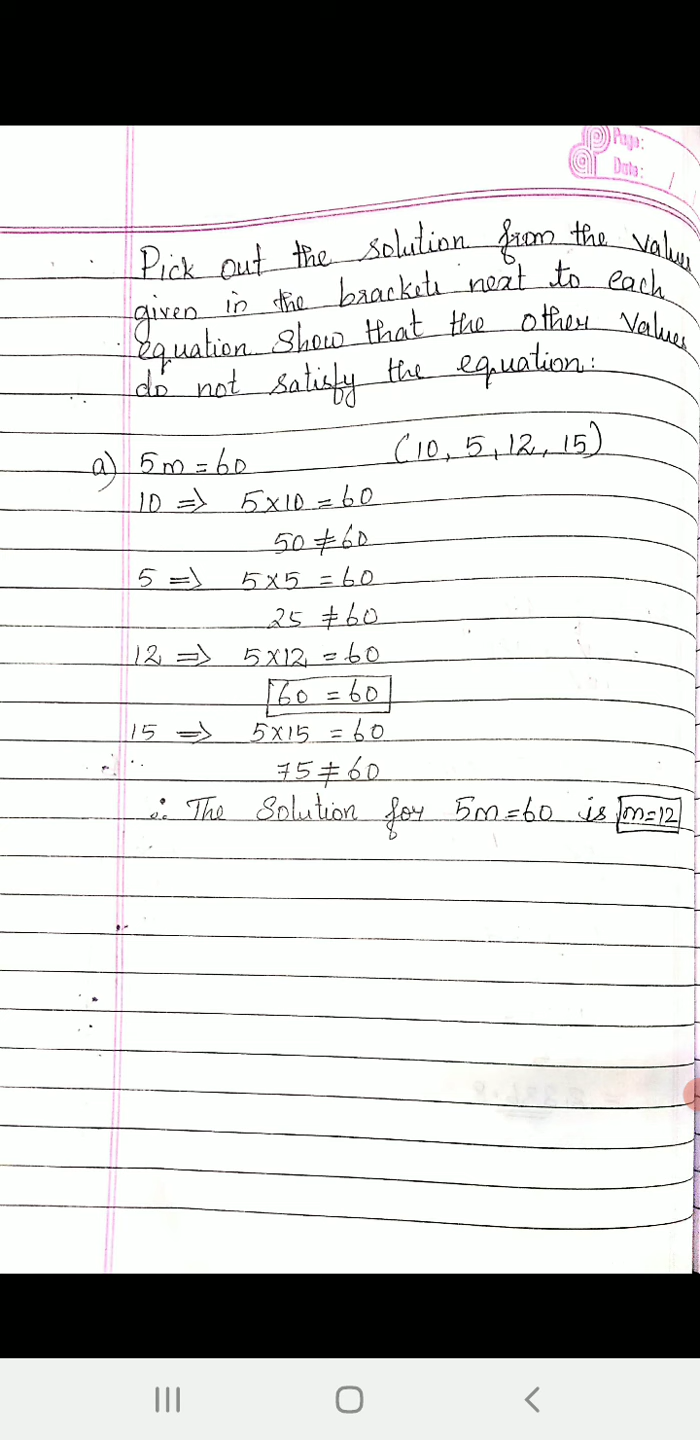 Page:
Date:
Pick out the solution from the values
given in the brackets next to each
equation Show that the other values
do not satisfy the equation:
a) 5m = 60 (10, 5, 12, 15)
10 ⇒ 5×10 = 60
50 ≠ 60
5 ⇒ 5×5 = 60
25 ≠ 60
12 ⇒ 5×12 = 60
60 = 60
15 ⇒ 5×15 = 60
75 ≠ 60
∴ The Solution for 5m=60 is m=12